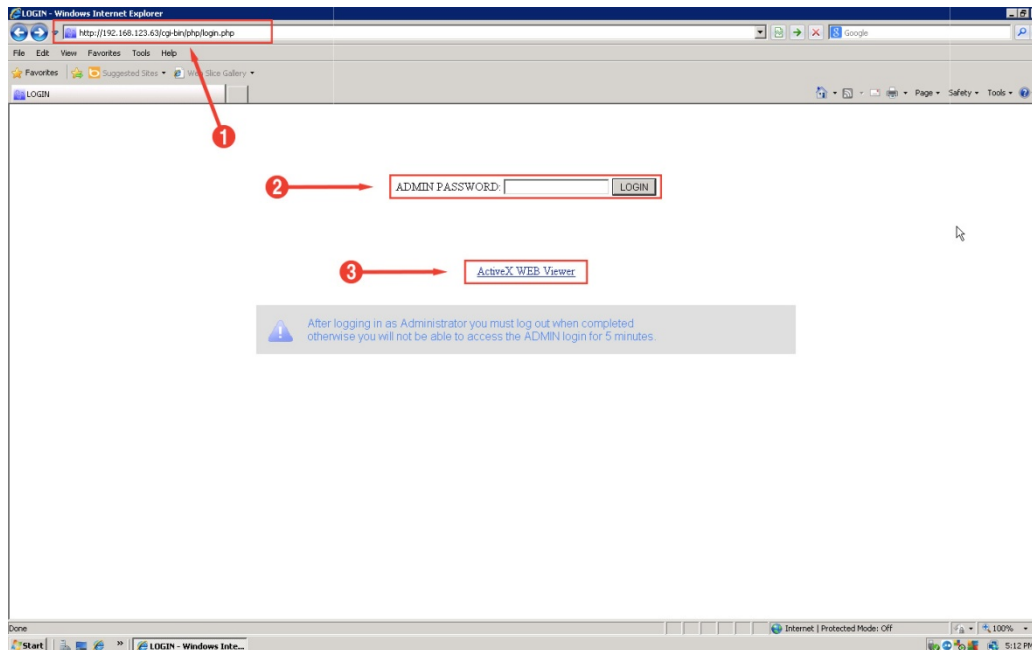 LOGIN - Windows Internet Explorer
http://192.168.123.63/cgi-bin/php/login.php
Google
File Edit View Favorites Tools Help
Favorites Suggested Sites Web Slice Gallery
LOGIN
Page Safety Tools
1
2 ADMIN PASSWORD: LOGIN
3 ActiveX WEB Viewer
After logging in as Administrator you must log out when completed
otherwise you will not be able to access the ADMIN login for 5 minutes.
Done Internet | Protected Mode: Off 100%
Start LOGIN - Windows Inte... 5:12 PM